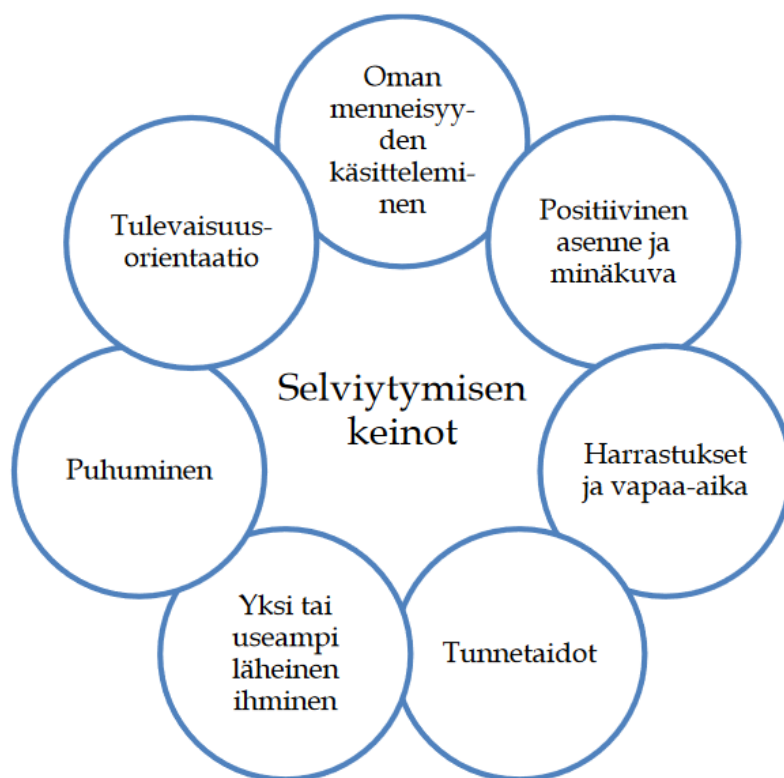 Oman
menneisyy-
den
käsittelemi-
nen
Positiivinen
asenne ja
minäkuva
Harrastukset
ja vapaa-aika
Tunnetaidot
Yksi tai
useampi
läheinen
ihminen
Puhuminen
Tulevaisuus-
orientaatio
Selviytymisen
keinot